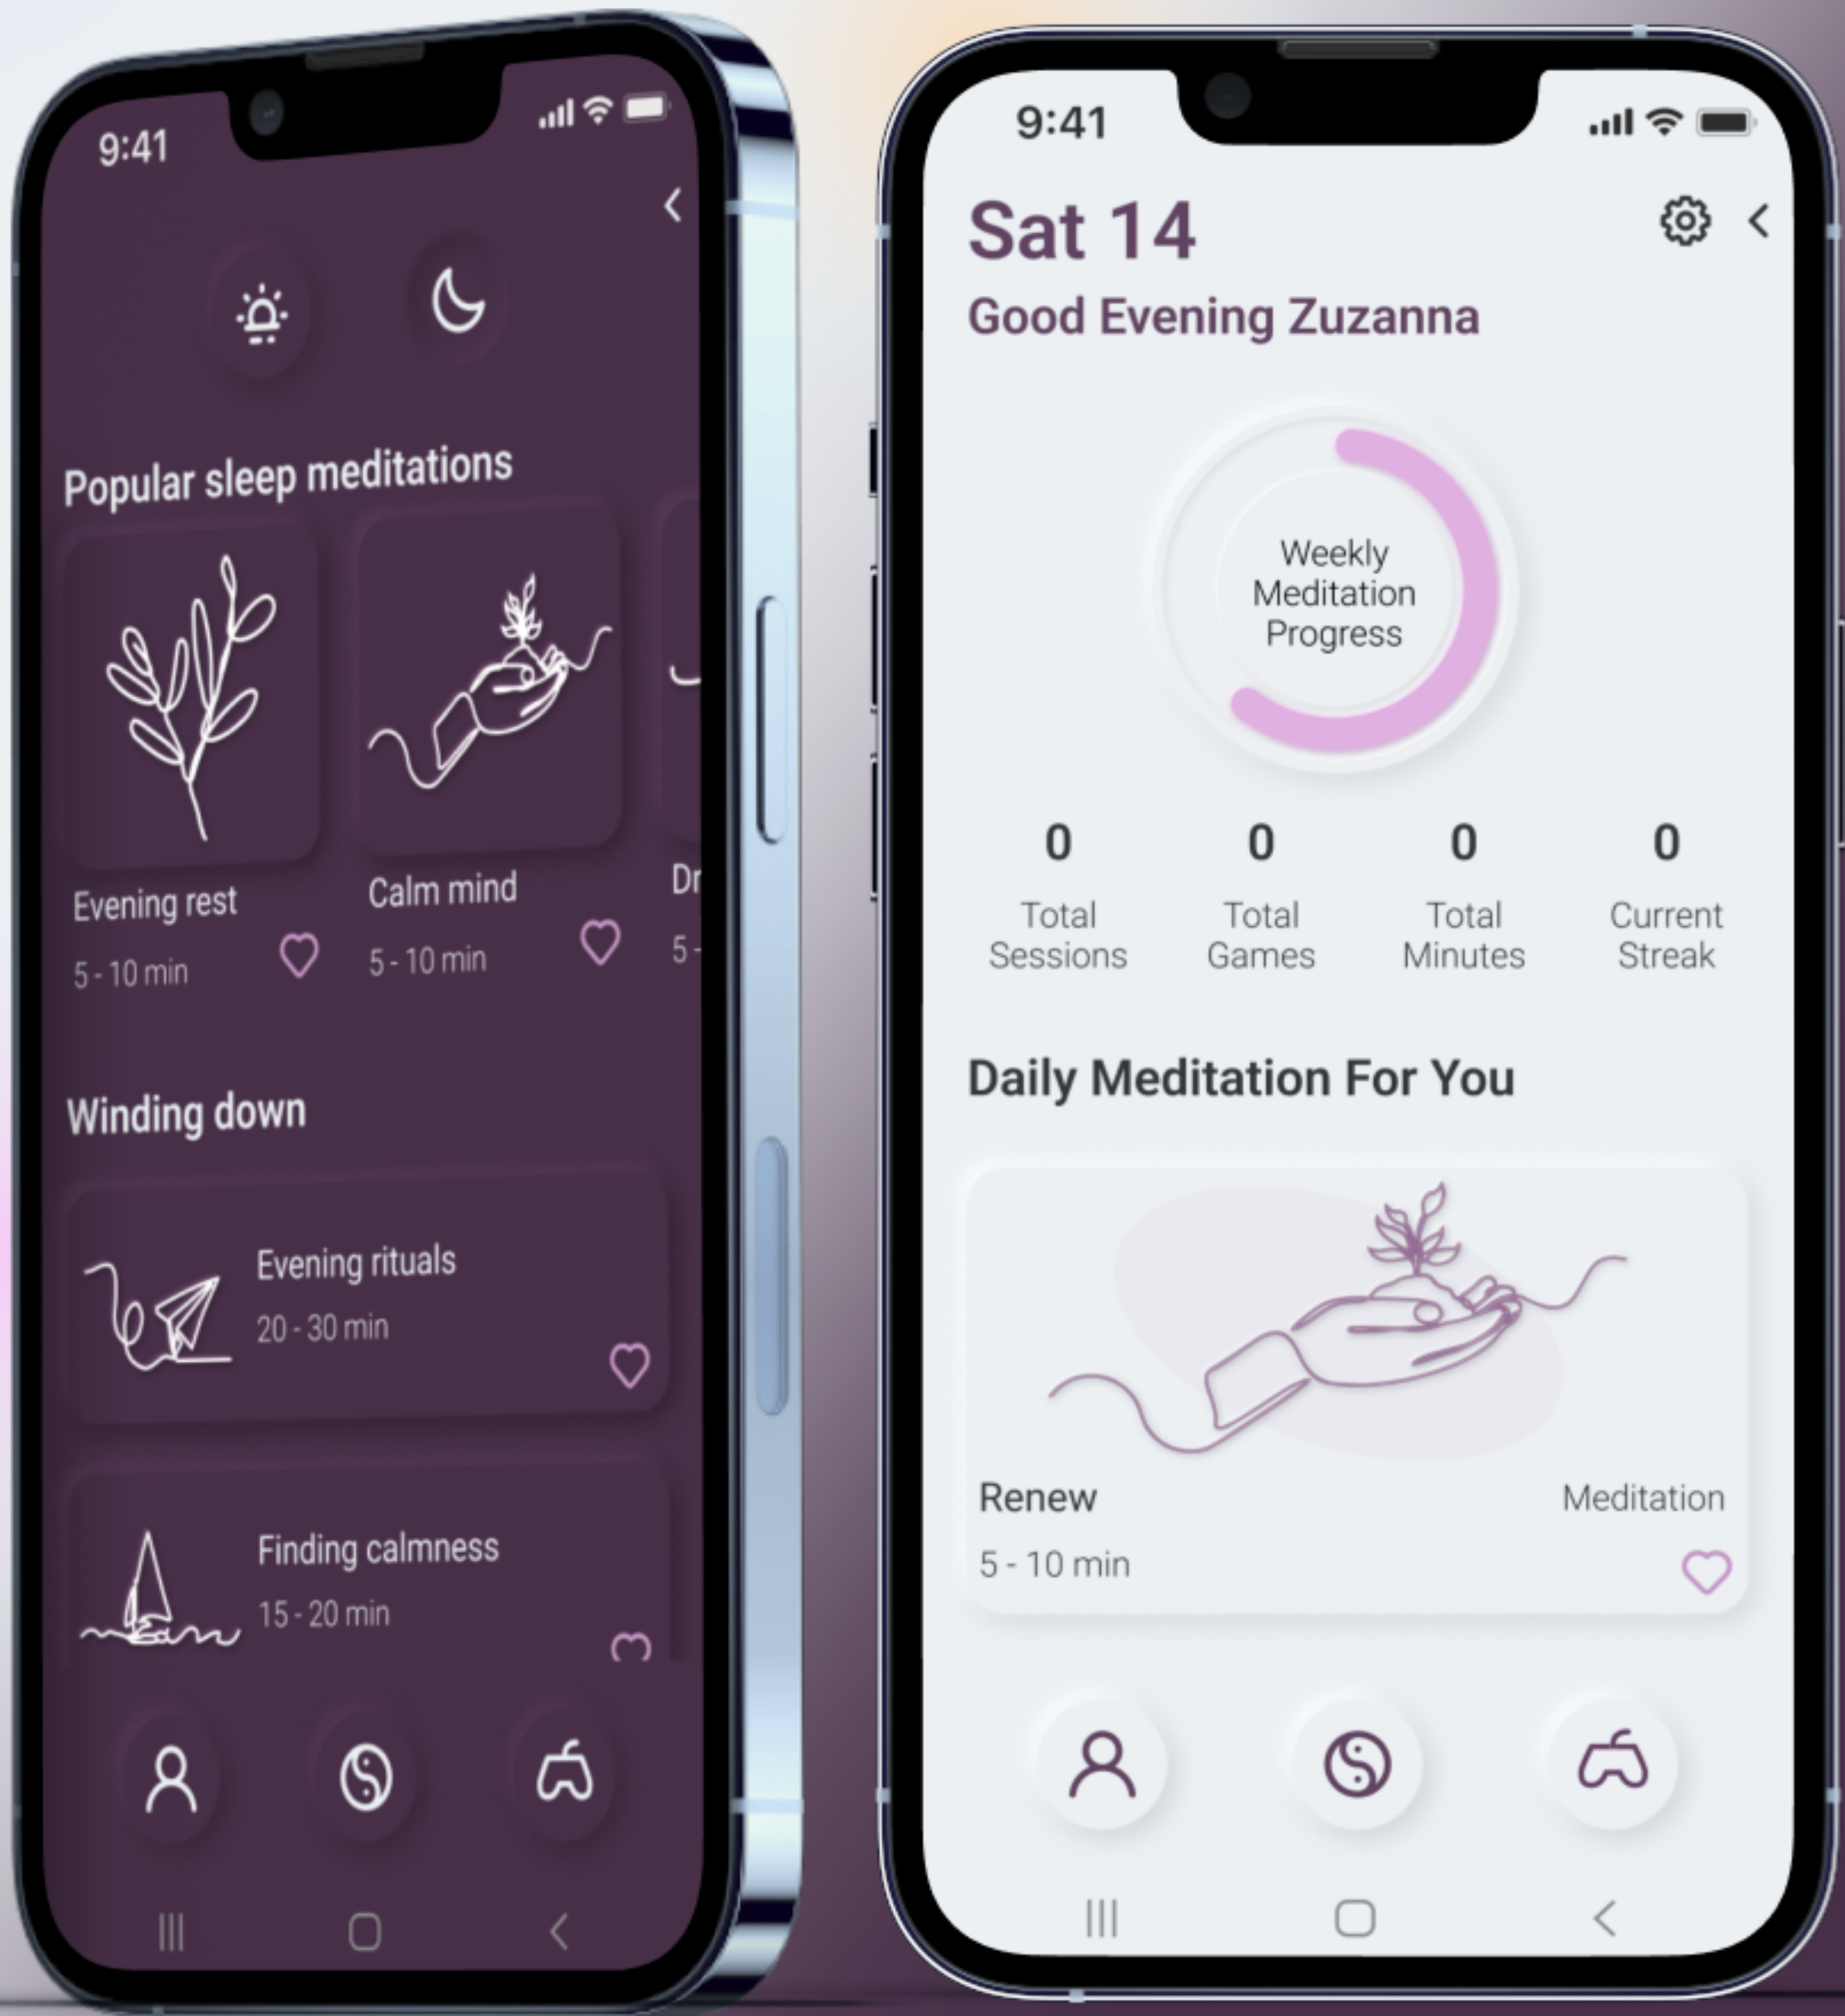 9:41
Popular sleep meditations
Evening rest
5 - 10 min
Calm mind
5 - 10 min
Dr
5 -
Winding down
Evening rituals
20 - 30 min
Finding calmness
15 - 20 min
9:41
Sat 14
Good Evening Zuzanna
Weekly
Meditation
Progress
0
Total
Sessions
0
Total
Games
0
Total
Minutes
0
Current
Streak
Daily Meditation For You
Renew
Meditation
5 - 10 min